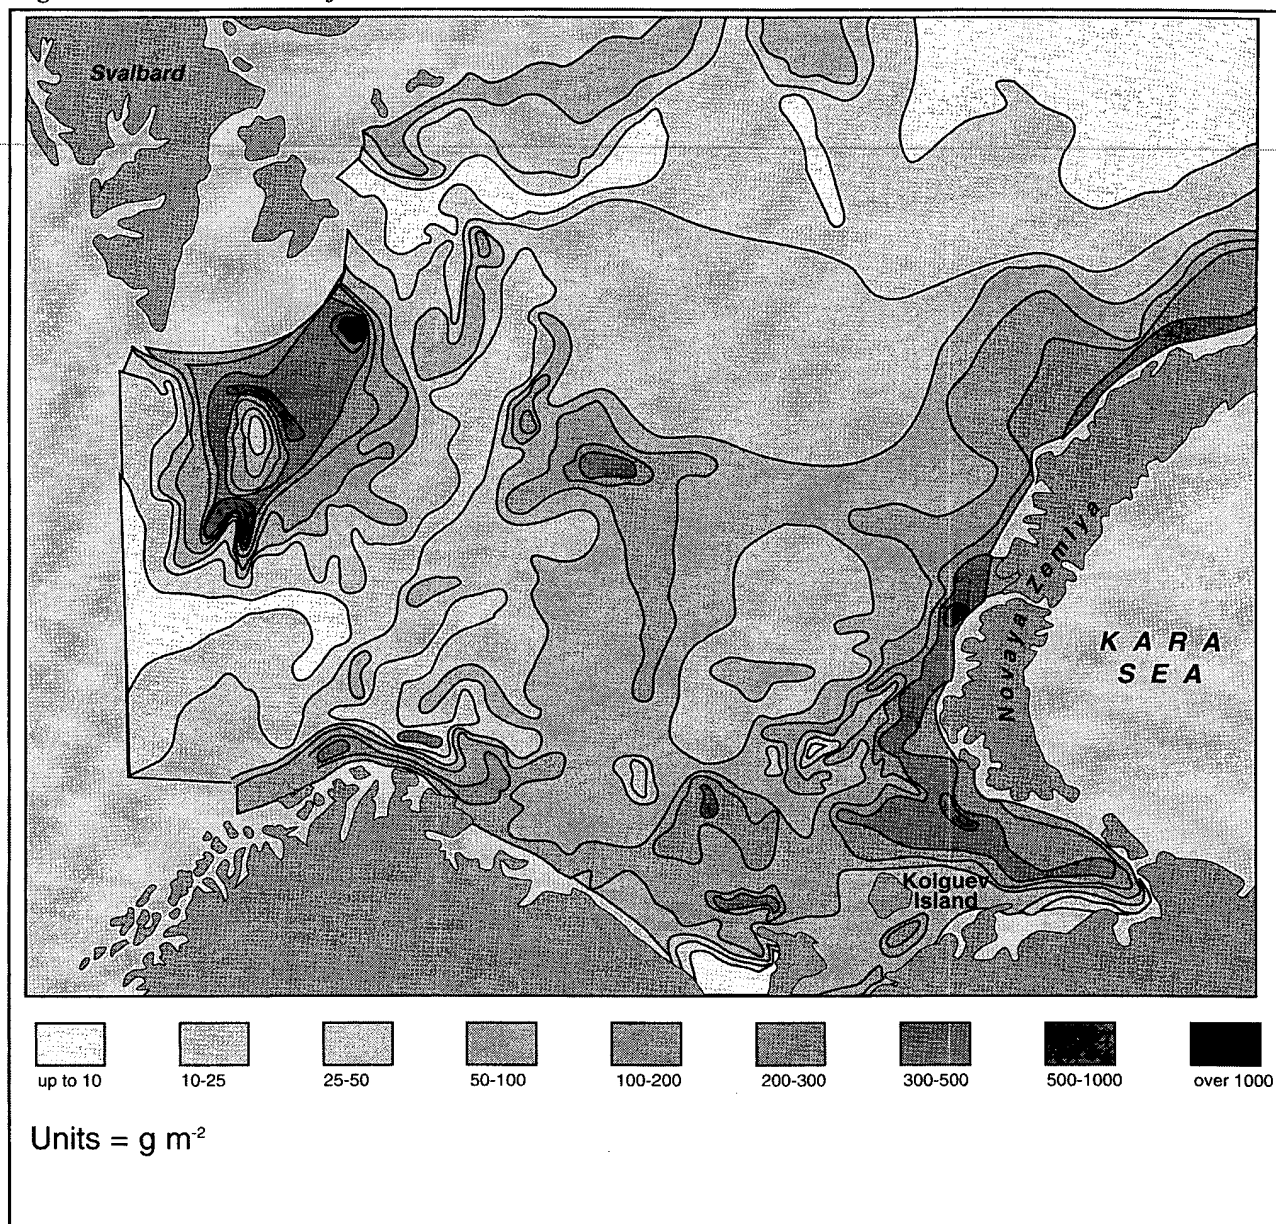 Svalbard
Novaya Zemlya
KARA
SEA
Kolguev
Island
up to 10
10-25
25-50
50-100
100-200
200-300
300-500
500-1000
over 1000
Units = g m-2